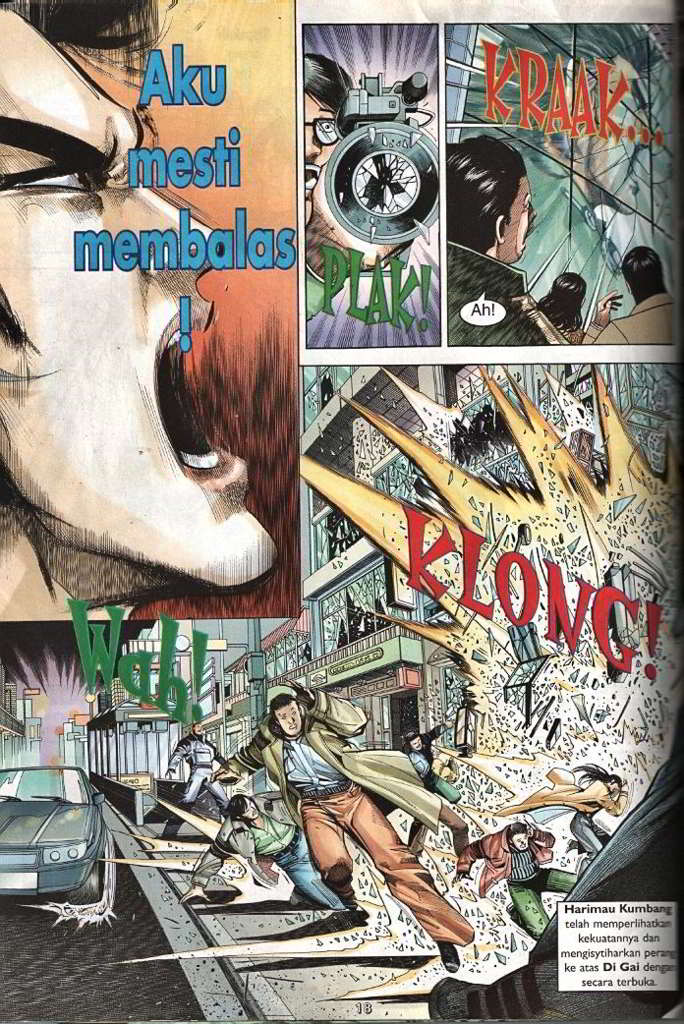 Aku
mesti
membalas
!
PLAK!
KRAAK...
Ah!
KLONG!
Wah!
Harimau Kumbang
telah memperlihatkan
kekuatannya dan
mengisytiharkan perang
ke atas Di Gai dengan
secara terbuka.
18